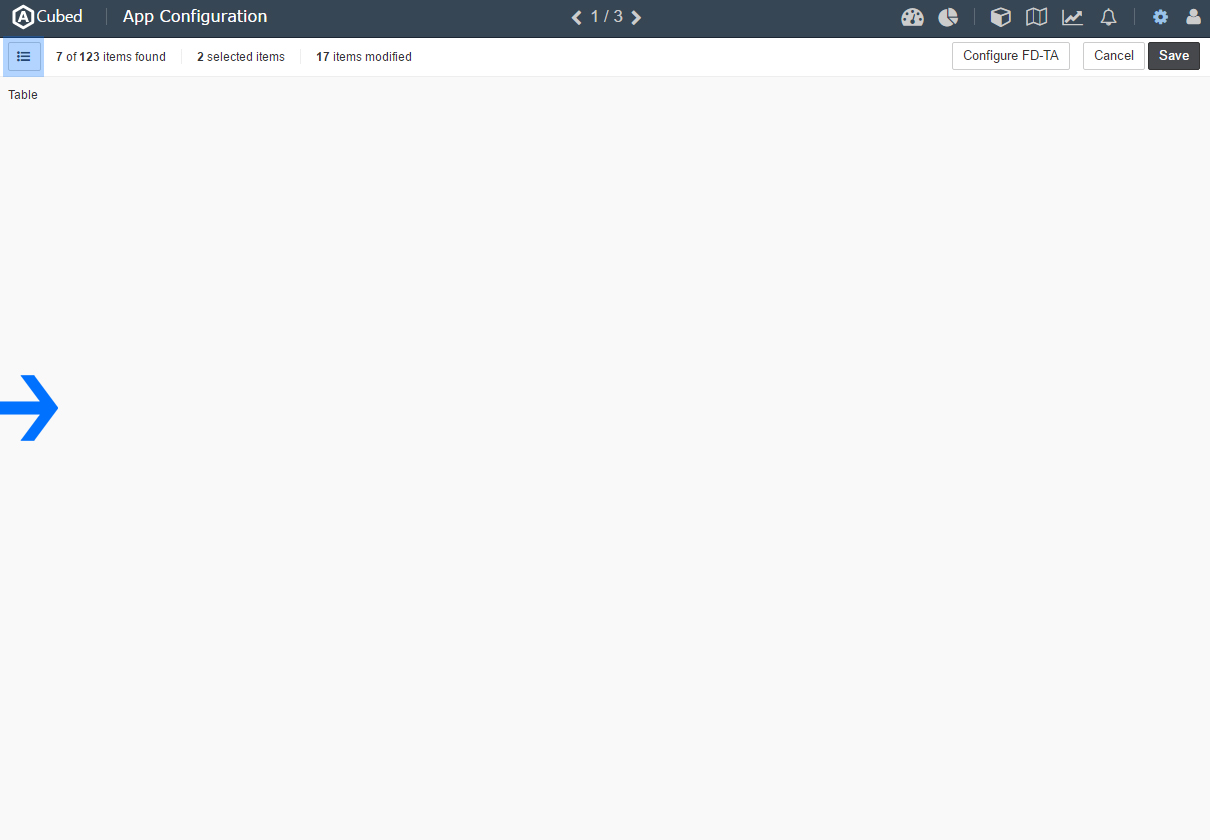 A Cubed
App Configuration
1 / 3
7 of 123 items found
2 selected items
17 items modified
Configure FD-TA
Cancel
Save
Table